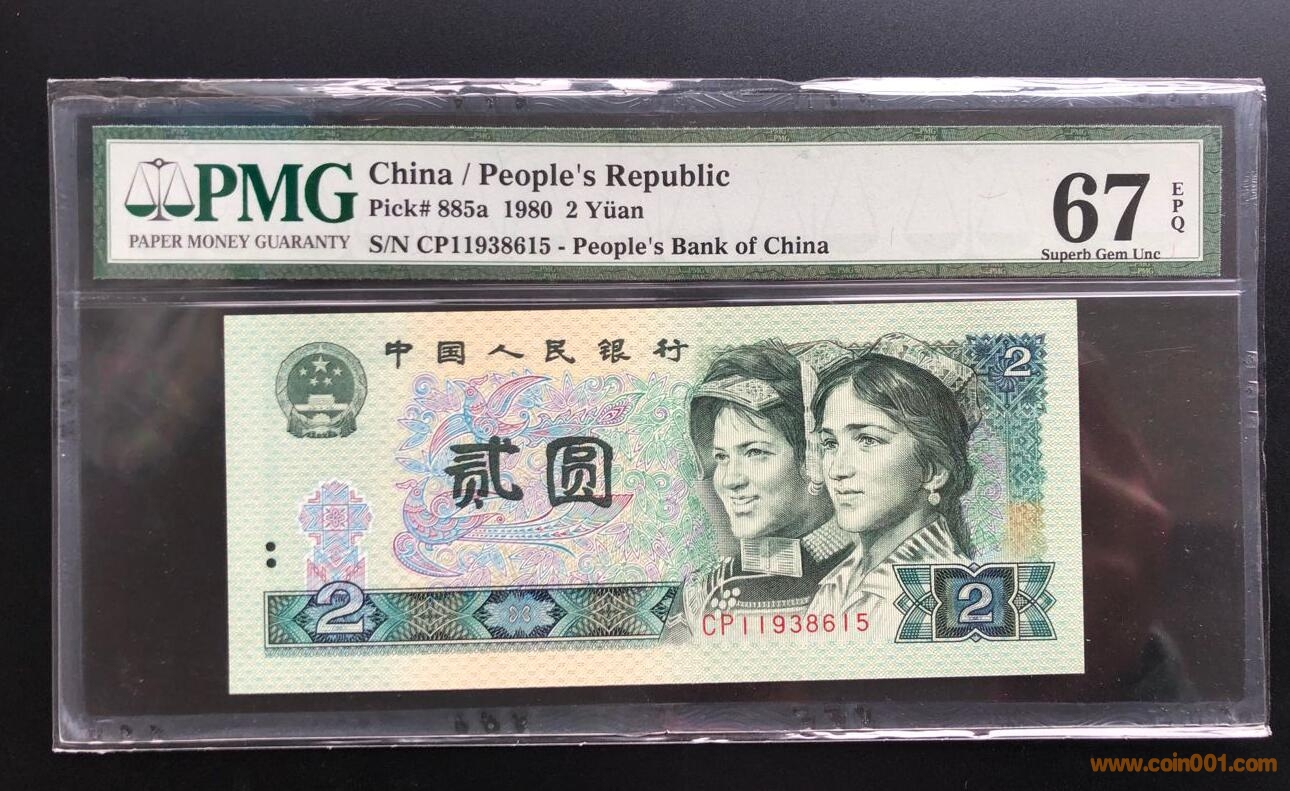 PMG
PAPER MONEY GUARANTY
China / People's Republic
Pick# 885a 1980 2 Yüan
S/N CP11938615 - People's Bank of China
67
EPQ
Superb Gem Unc
中国人民银行
2
贰圆
2
CP11938615
2
www.coin001.com